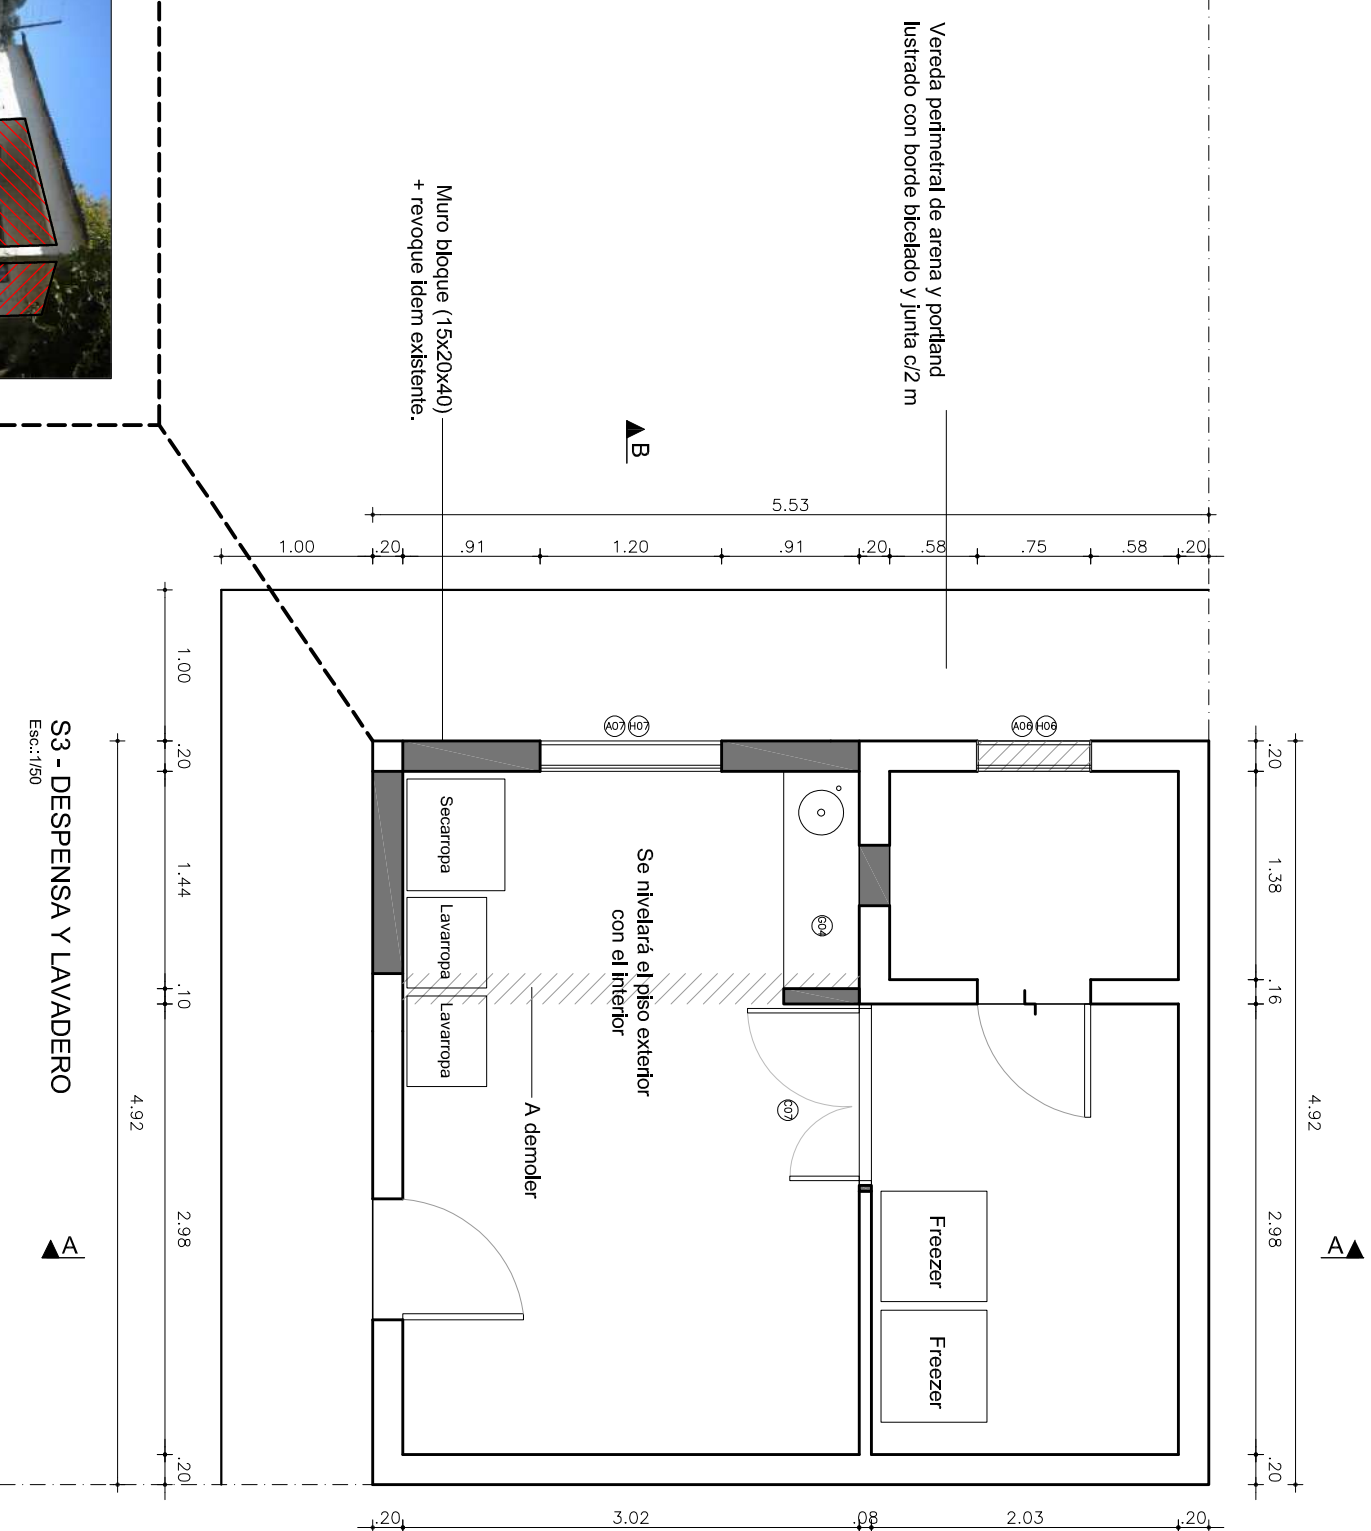 Vereda perimetral de arena y portland
lustrado con borde bicelado y junta c/2 m
Muro bloque (15x20x40)
+ revoque idem existente.
B
5.53
1.00
.20
.91
1.20
.91
.20
.58
.75
.58
.20
A07
H07
A06
H06
1.00
.20
1.44
.10
2.98
.20
4.92
.20
1.38
.16
2.98
.20
4.92
Secarropa
Lavarropa
Lavarropa
Se nivelará el piso exterior
con el interior
G04
A demoler
C07
Freezer
Freezer
A
A
S3 - DESPENSA Y LAVADERO
Esc.:1/50
.20
3.02
.08
2.03
.20